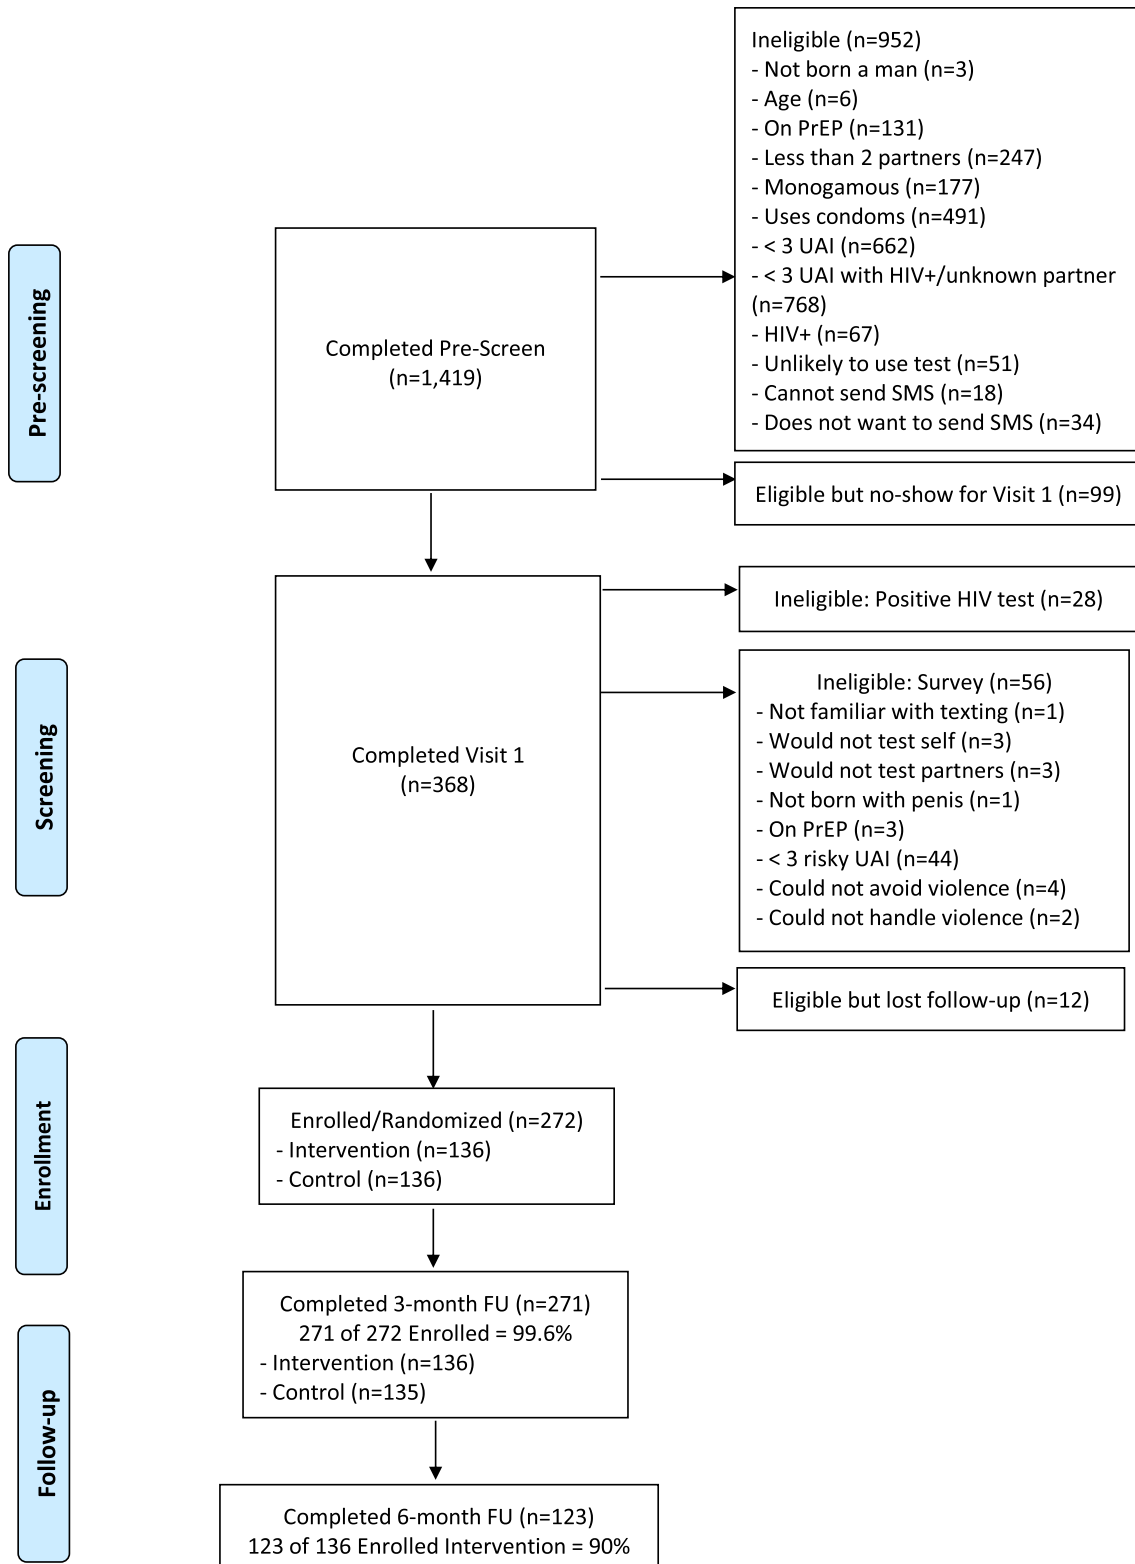 Pre-screening
Completed Pre-Screen
(n=1,419)
Ineligible (n=952)
- Not born a man (n=3)
- Age (n=6)
- On PrEP (n=131)
- Less than 2 partners (n=247)
- Monogamous (n=177)
- Uses condoms (n=491)
- < 3 UAI (n=662)
- < 3 UAI with HIV+/unknown partner
(n=768)
- HIV+ (n=67)
- Unlikely to use test (n=51)
- Cannot send SMS (n=18)
- Does not want to send SMS (n=34)
Eligible but no-show for Visit 1 (n=99)
Screening
Completed Visit 1
(n=368)
Ineligible: Positive HIV test (n=28)
Ineligible: Survey (n=56)
- Not familiar with texting (n=1)
- Would not test self (n=3)
- Would not test partners (n=3)
- Not born with penis (n=1)
- On PrEP (n=3)
- < 3 risky UAI (n=44)
- Could not avoid violence (n=4)
- Could not handle violence (n=2)
Eligible but lost follow-up (n=12)
Enrollment
Enrolled/Randomized (n=272)
- Intervention (n=136)
- Control (n=136)
Follow-up
Completed 3-month FU (n=271)
271 of 272 Enrolled = 99.6%
- Intervention (n=136)
- Control (n=135)
Completed 6-month FU (n=123)
123 of 136 Enrolled Intervention = 90%